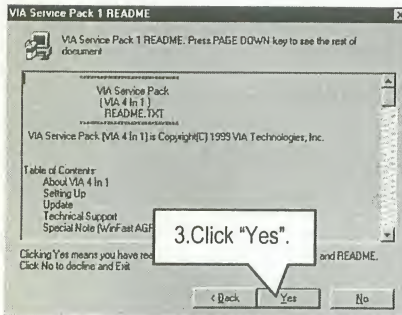 VIA Service Pack 1 README
VIA Service Pack 1 README. Press PAGE DOWN key to see the rest of
document
VIA Service Pack
(VIA 4 In 1)
README.TXT
VIA Service Pack (VIA 4 In 1) is Copyright(C) 1999 VIA Technologies, Inc.
Table of Contents:
About VIA 4 In 1
Setting Up
Update
Technical Support
Special Note (WinFast
3.Click "Yes".
Clicking Yes means you have and README.
Click No to decline and Exit
< Back
Yes
No